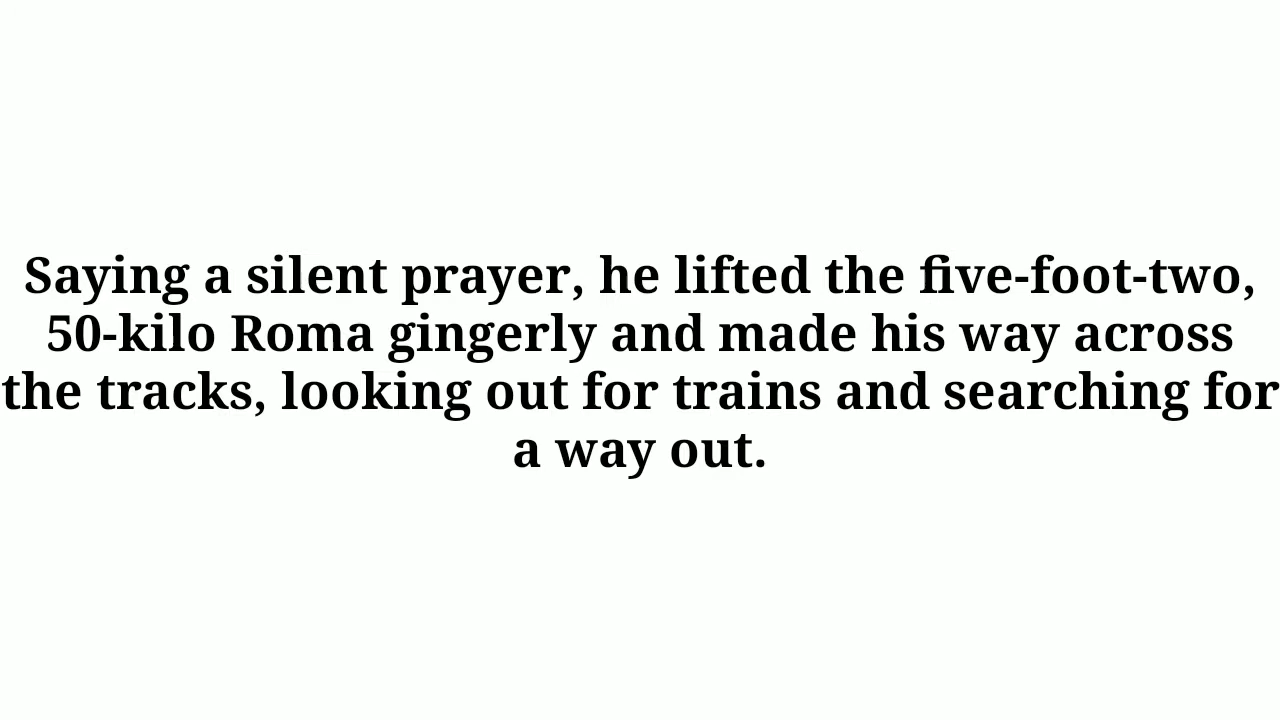 Saying a silent prayer, he lifted the five-foot-two,
50-kilo Roma gingerly and made his way across
the tracks, looking out for trains and searching for
a way out.